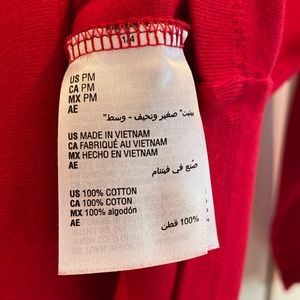 14
US PM
CA PM
MX PM
AE
بيتيت" صغير ونحيف - وسط"
US MADE IN VIETNAM
CA FABRIQUÉ AU VIETNAM
MX HECHO EN VIETNAM
AE
صُنع في فيتنام
US 100% COTTON
CA 100% COTON
MX 100% algodón
AE
100% قطن